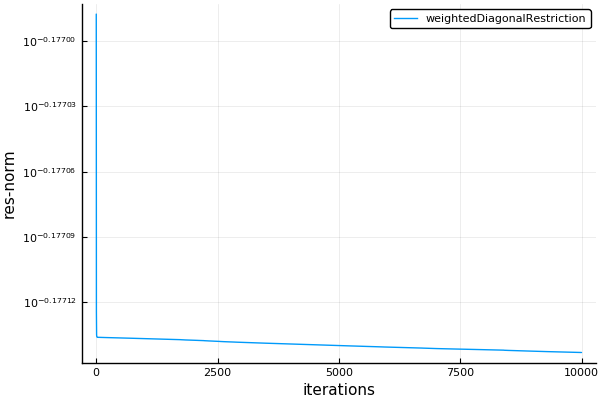 weightedDiagonalRestriction
10^-0.17700
10^-0.17703
10^-0.17706
10^-0.17709
10^-0.17712
res-norm
0 2500 5000 7500 10000
iterations